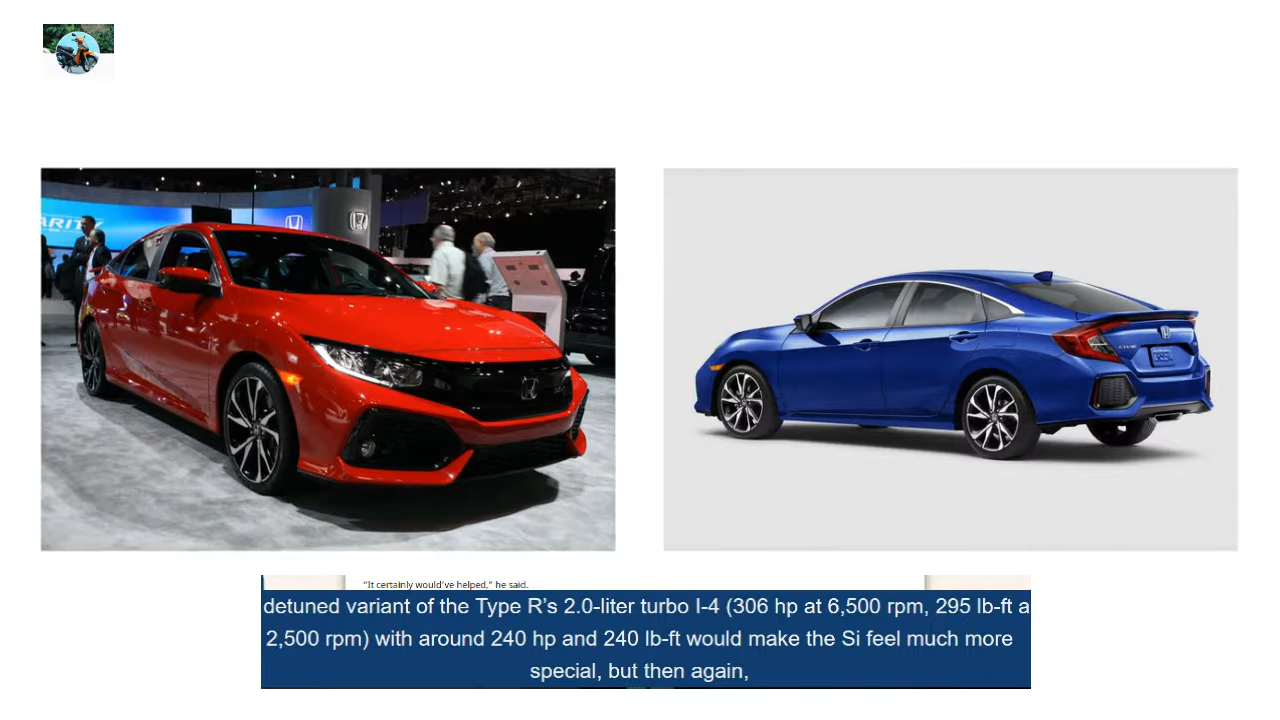 ARITY
CIVIC
“It certainly would’ve helped,” he said.
detuned variant of the Type R’s 2.0-liter turbo I-4 (306 hp at 6,500 rpm, 295 lb-ft a
2,500 rpm) with around 240 hp and 240 lb-ft would make the Si feel much more
special, but then again,